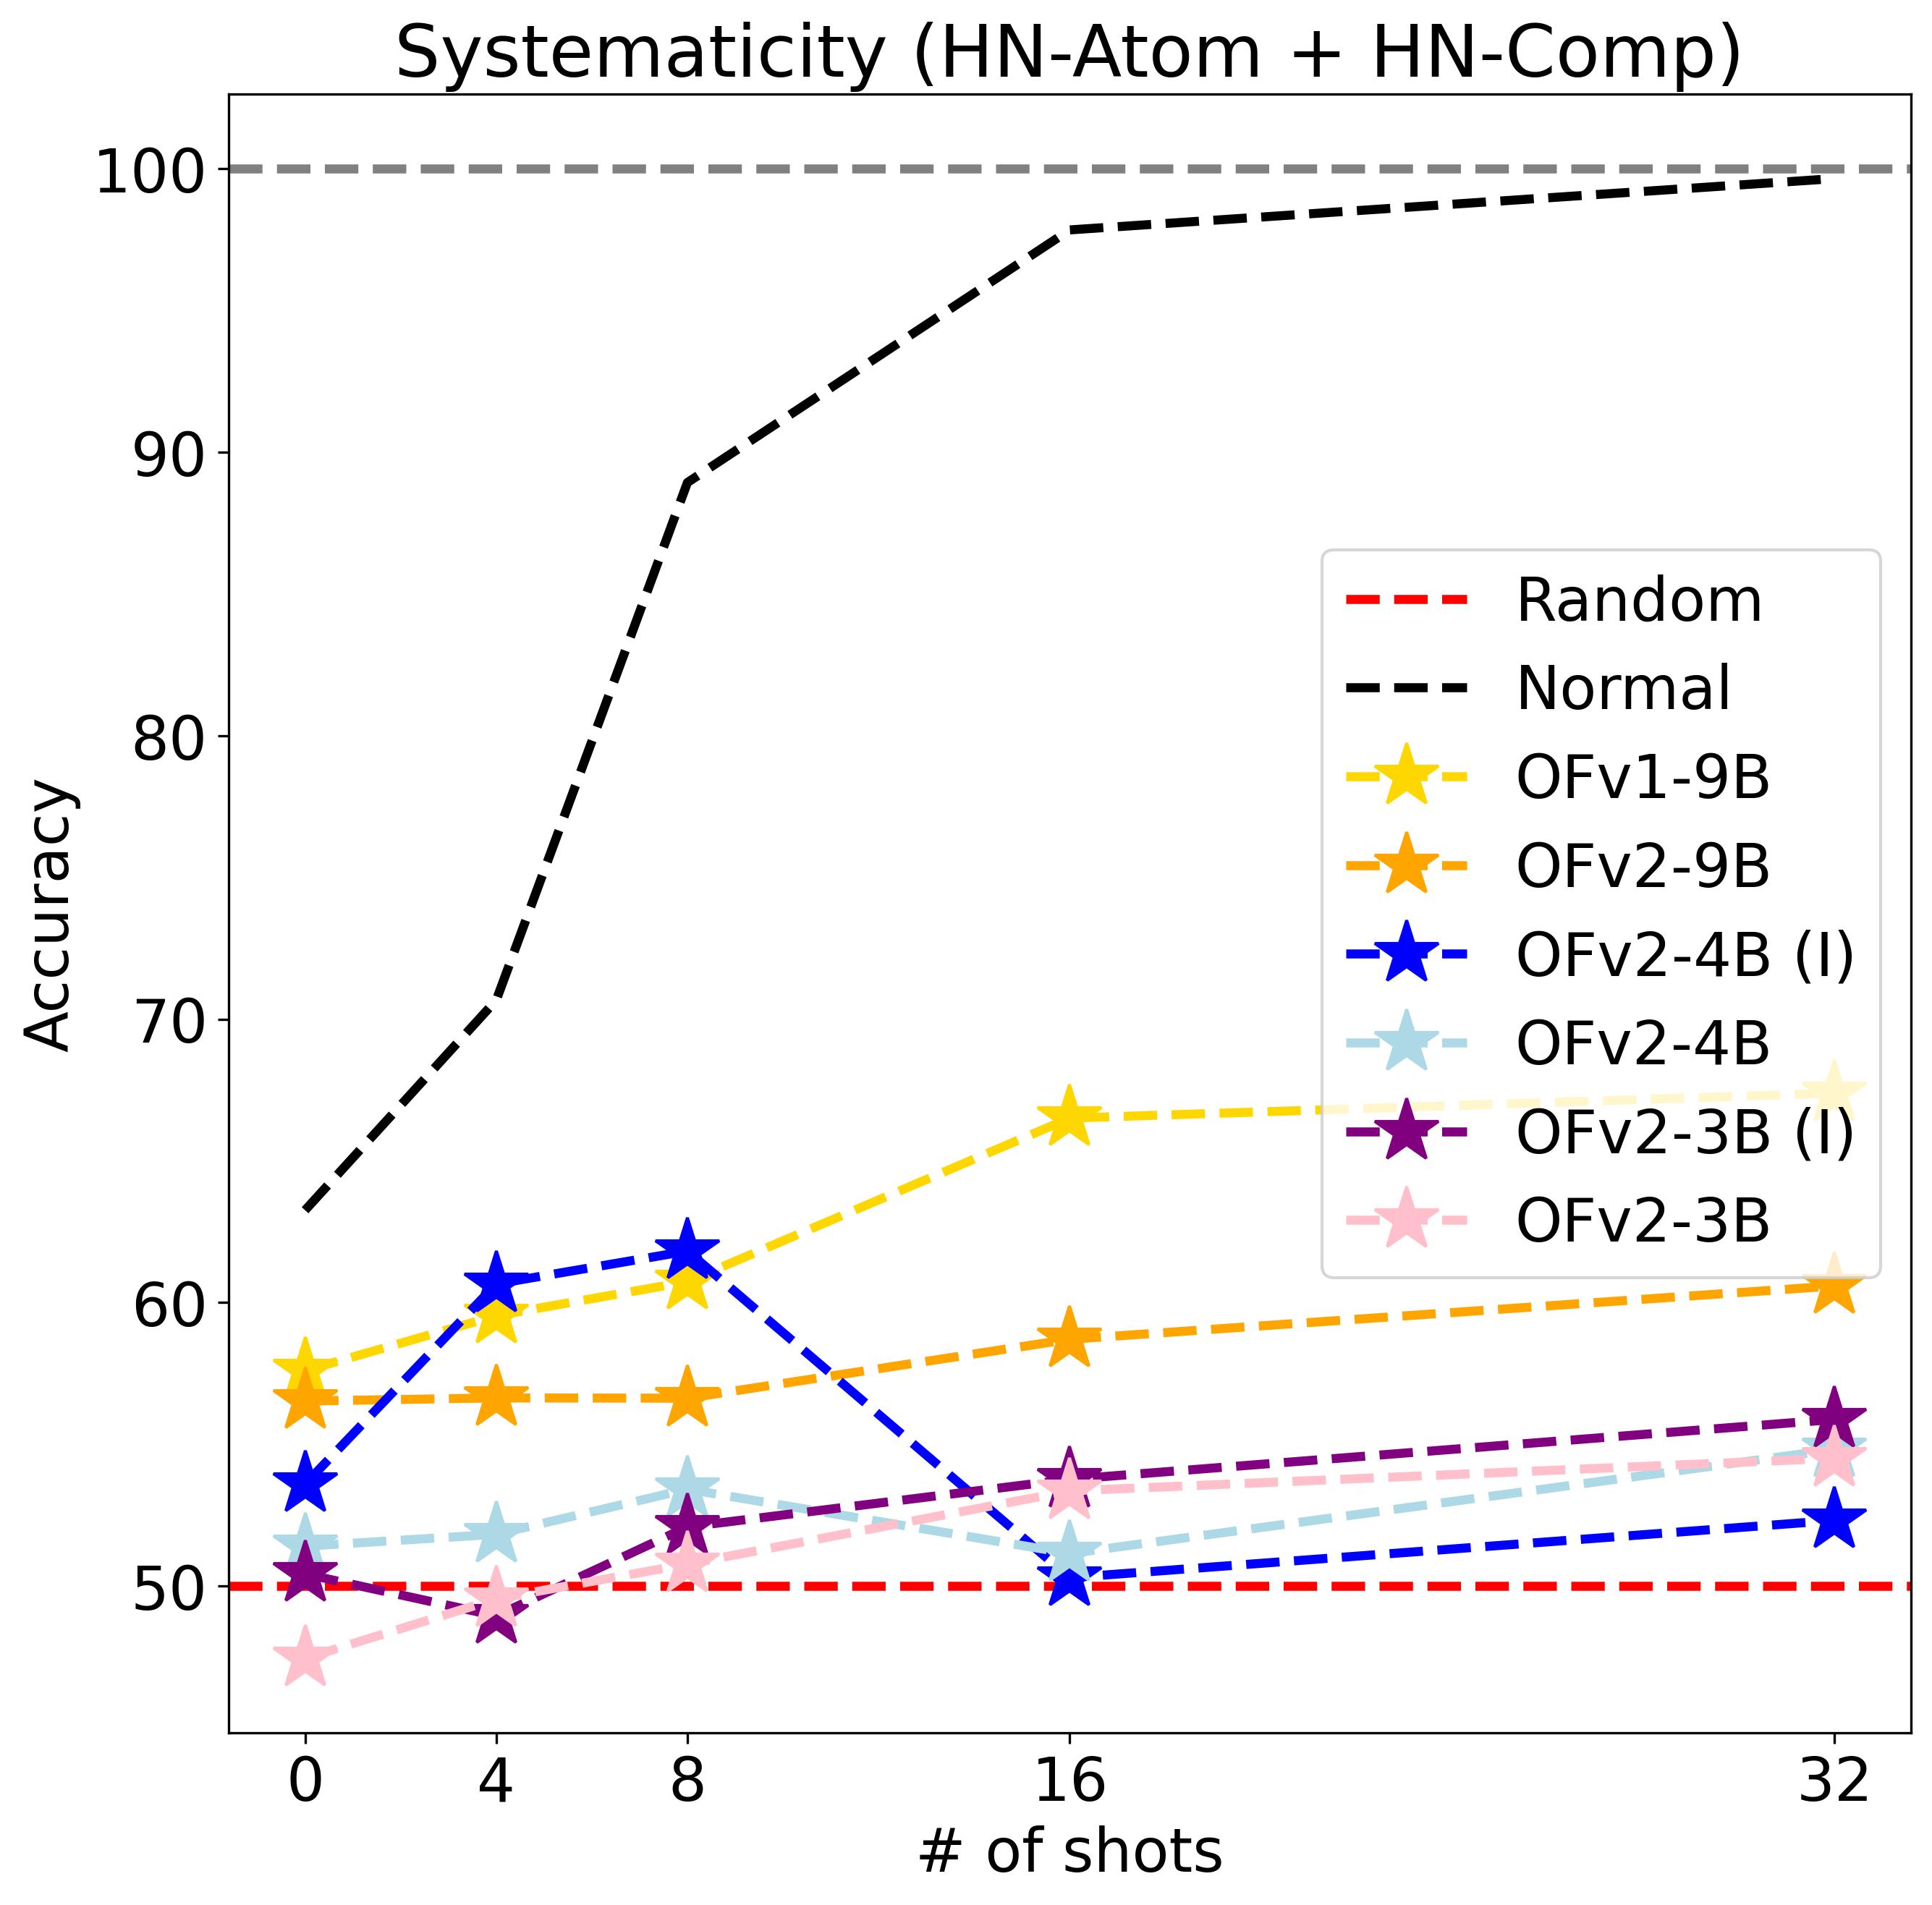 Systematicity (HN-Atom + HN-Comp)
100
90
80
70
60
50
Accuracy
Random
Normal
OFv1-9B
OFv2-9B
OFv2-4B (I)
OFv2-4B
OFv2-3B (I)
OFv2-3B
0 4 8 16 32
# of shots